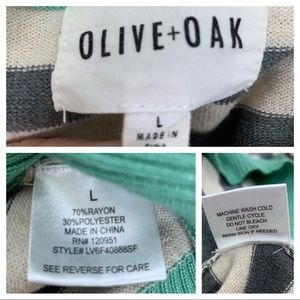 OLIVE+OAK
L
MADE IN
CHINA
L
70%RAYON
30%POLYESTER
MADE IN CHINA
RN# 120951
STYLE# LV6F40888SF
SEE REVERSE FOR CARE
MACHINE WASH COLD
GENTLE CYCLE
DO NOT BLEACH
LINE DRY
WARM IRON IF NEEDED